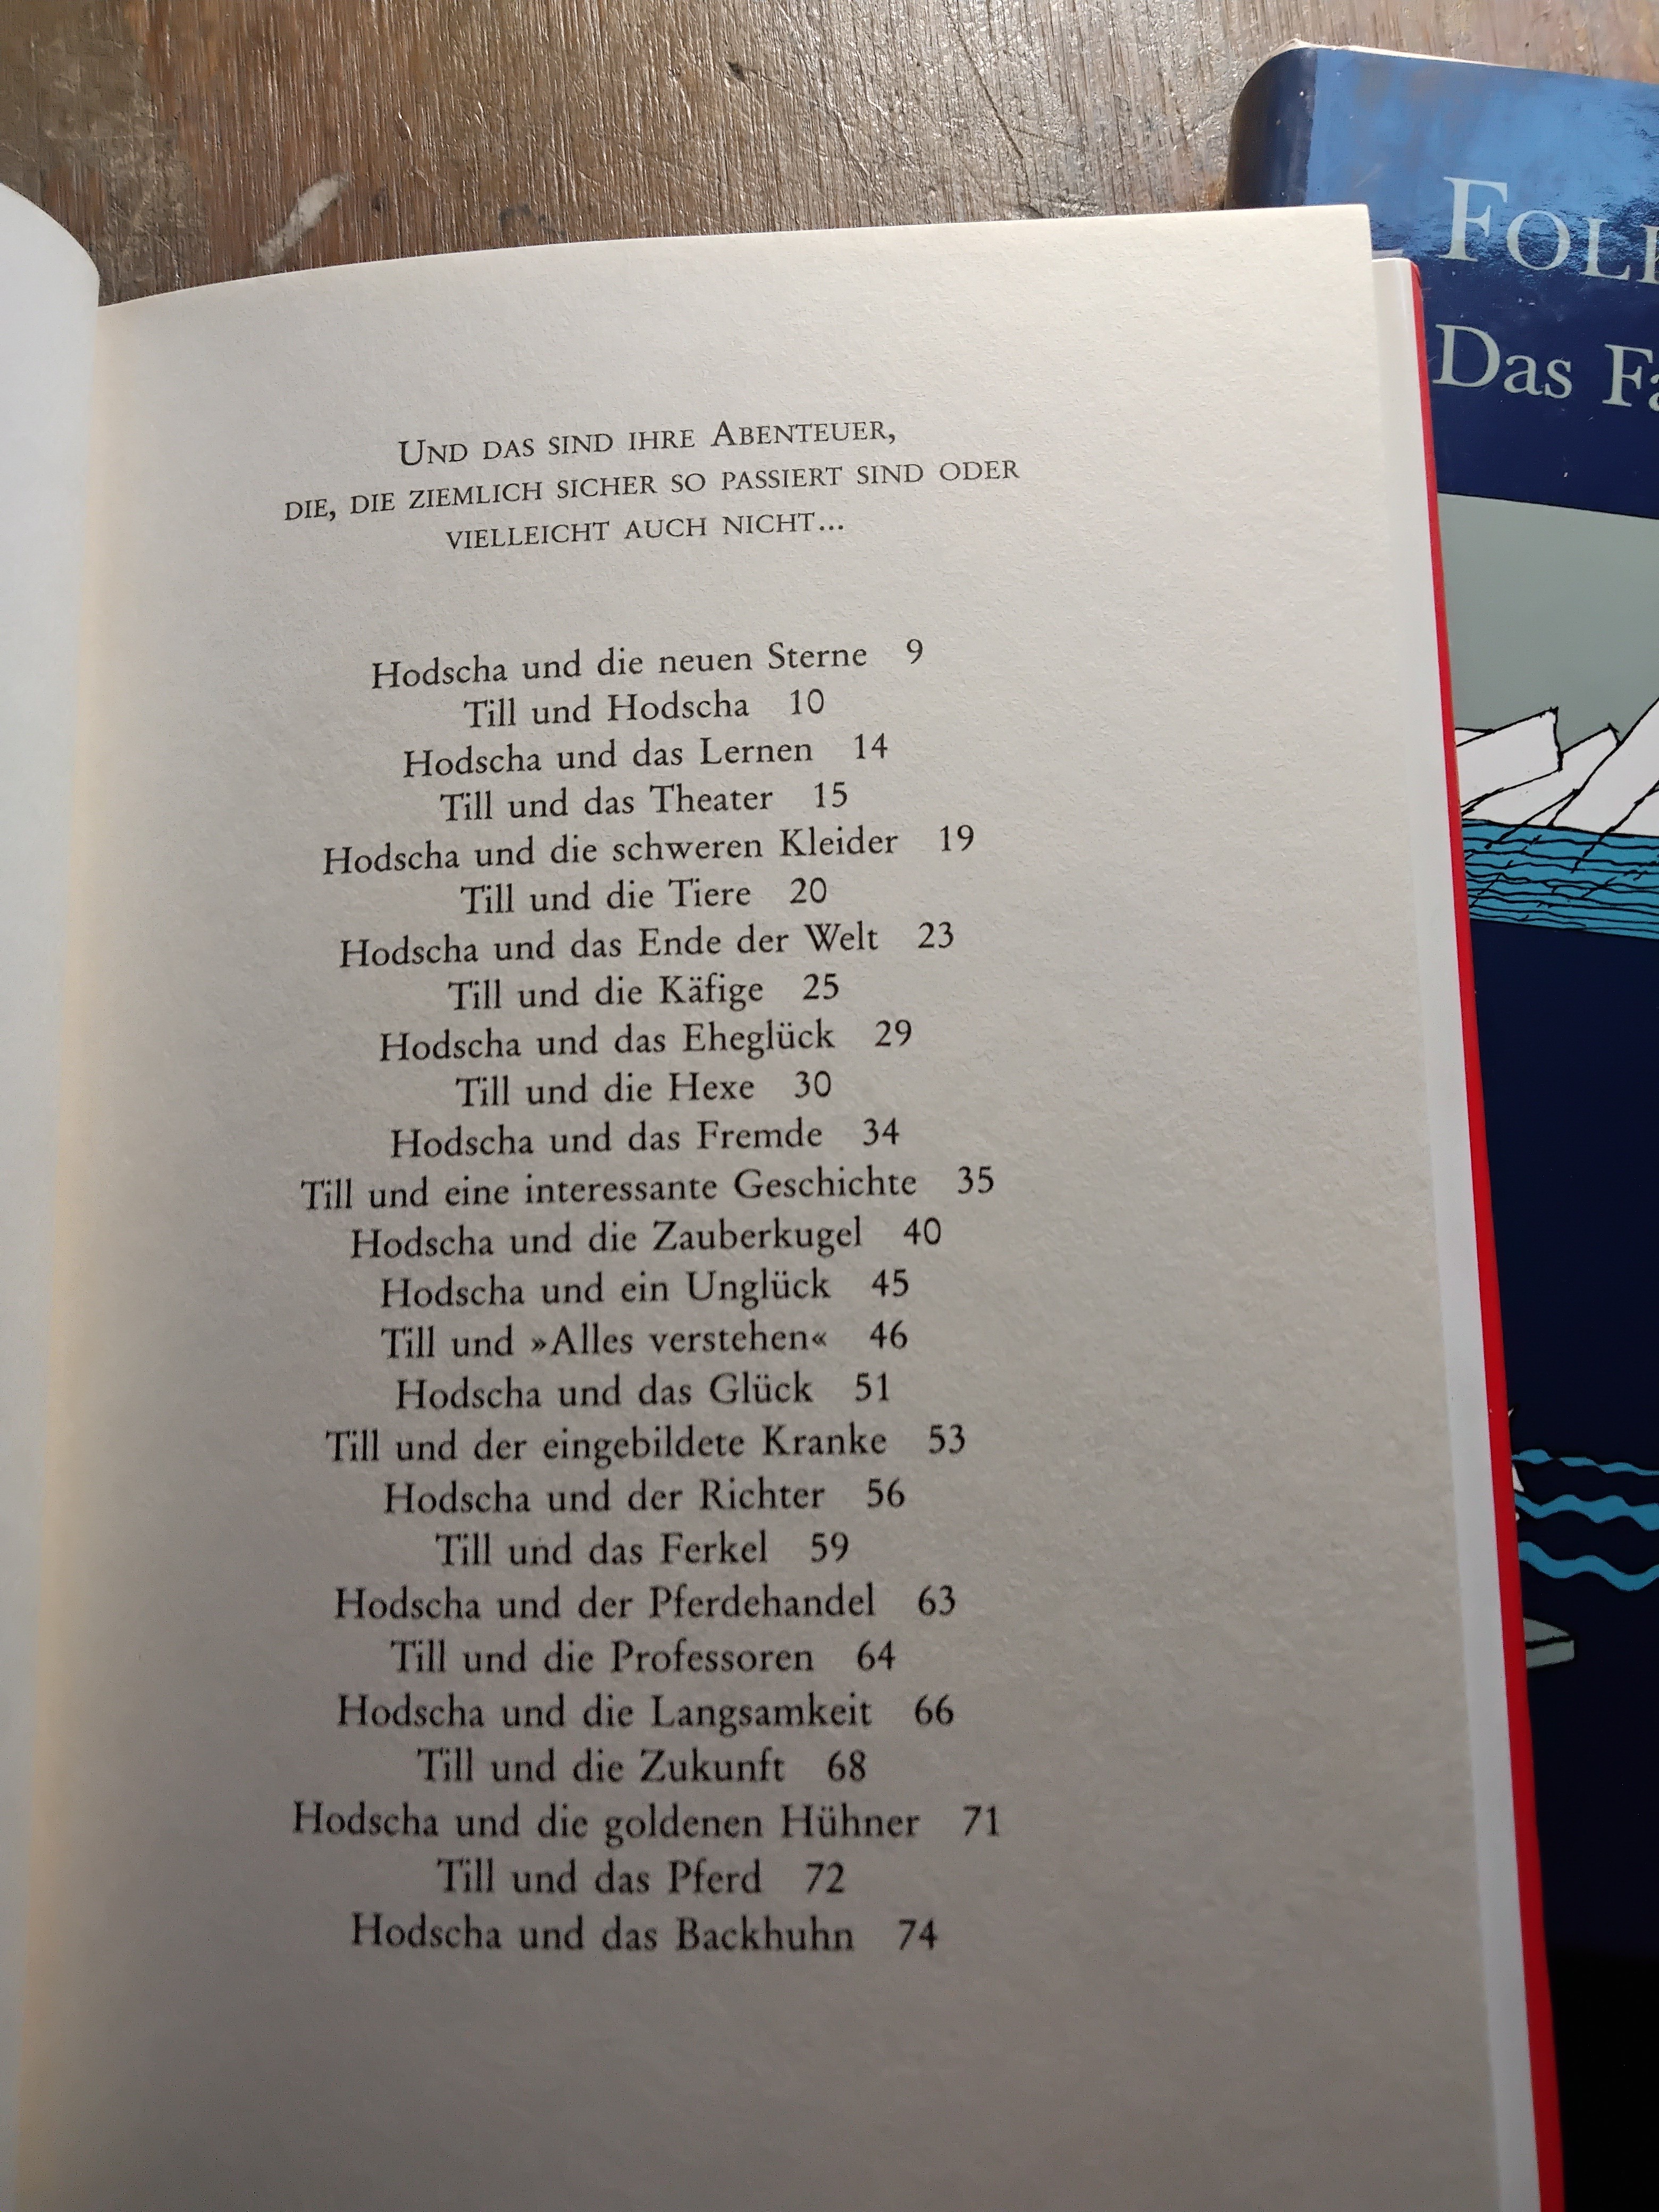 UND DAS SIND IHRE ABENTEUER,
DIE, DIE ZIEMLICH SICHER SO PASSIERT SIND ODER
VIELLEICHT AUCH NICHT...
Hodscha und die neuen Sterne 9
Till und Hodscha 10
Hodscha und das Lernen 14
Till und das Theater 15
Hodscha und die schweren Kleider 19
Till und die Tiere 20
Hodscha und das Ende der Welt 23
Till und die Käfige 25
Hodscha und das Eheglück 29
Till und die Hexe 30
Hodscha und das Fremde 34
Till und eine interessante Geschichte 35
Hodscha und die Zauberkugel 40
Hodscha und ein Unglück 45
Till und »Alles verstehen« 46
Hodscha und das Glück 51
Till und der eingebildete Kranke 53
Hodscha und der Richter 56
Till und das Ferkel 59
Hodscha und der Pferdehandel 63
Till und die Professoren 64
Hodscha und die Langsamkeit 66
Till und die Zukunft 68
Hodscha und die goldenen Hühner 71
Till und das Pferd 72
Hodscha und das Backhuhn 74
Das